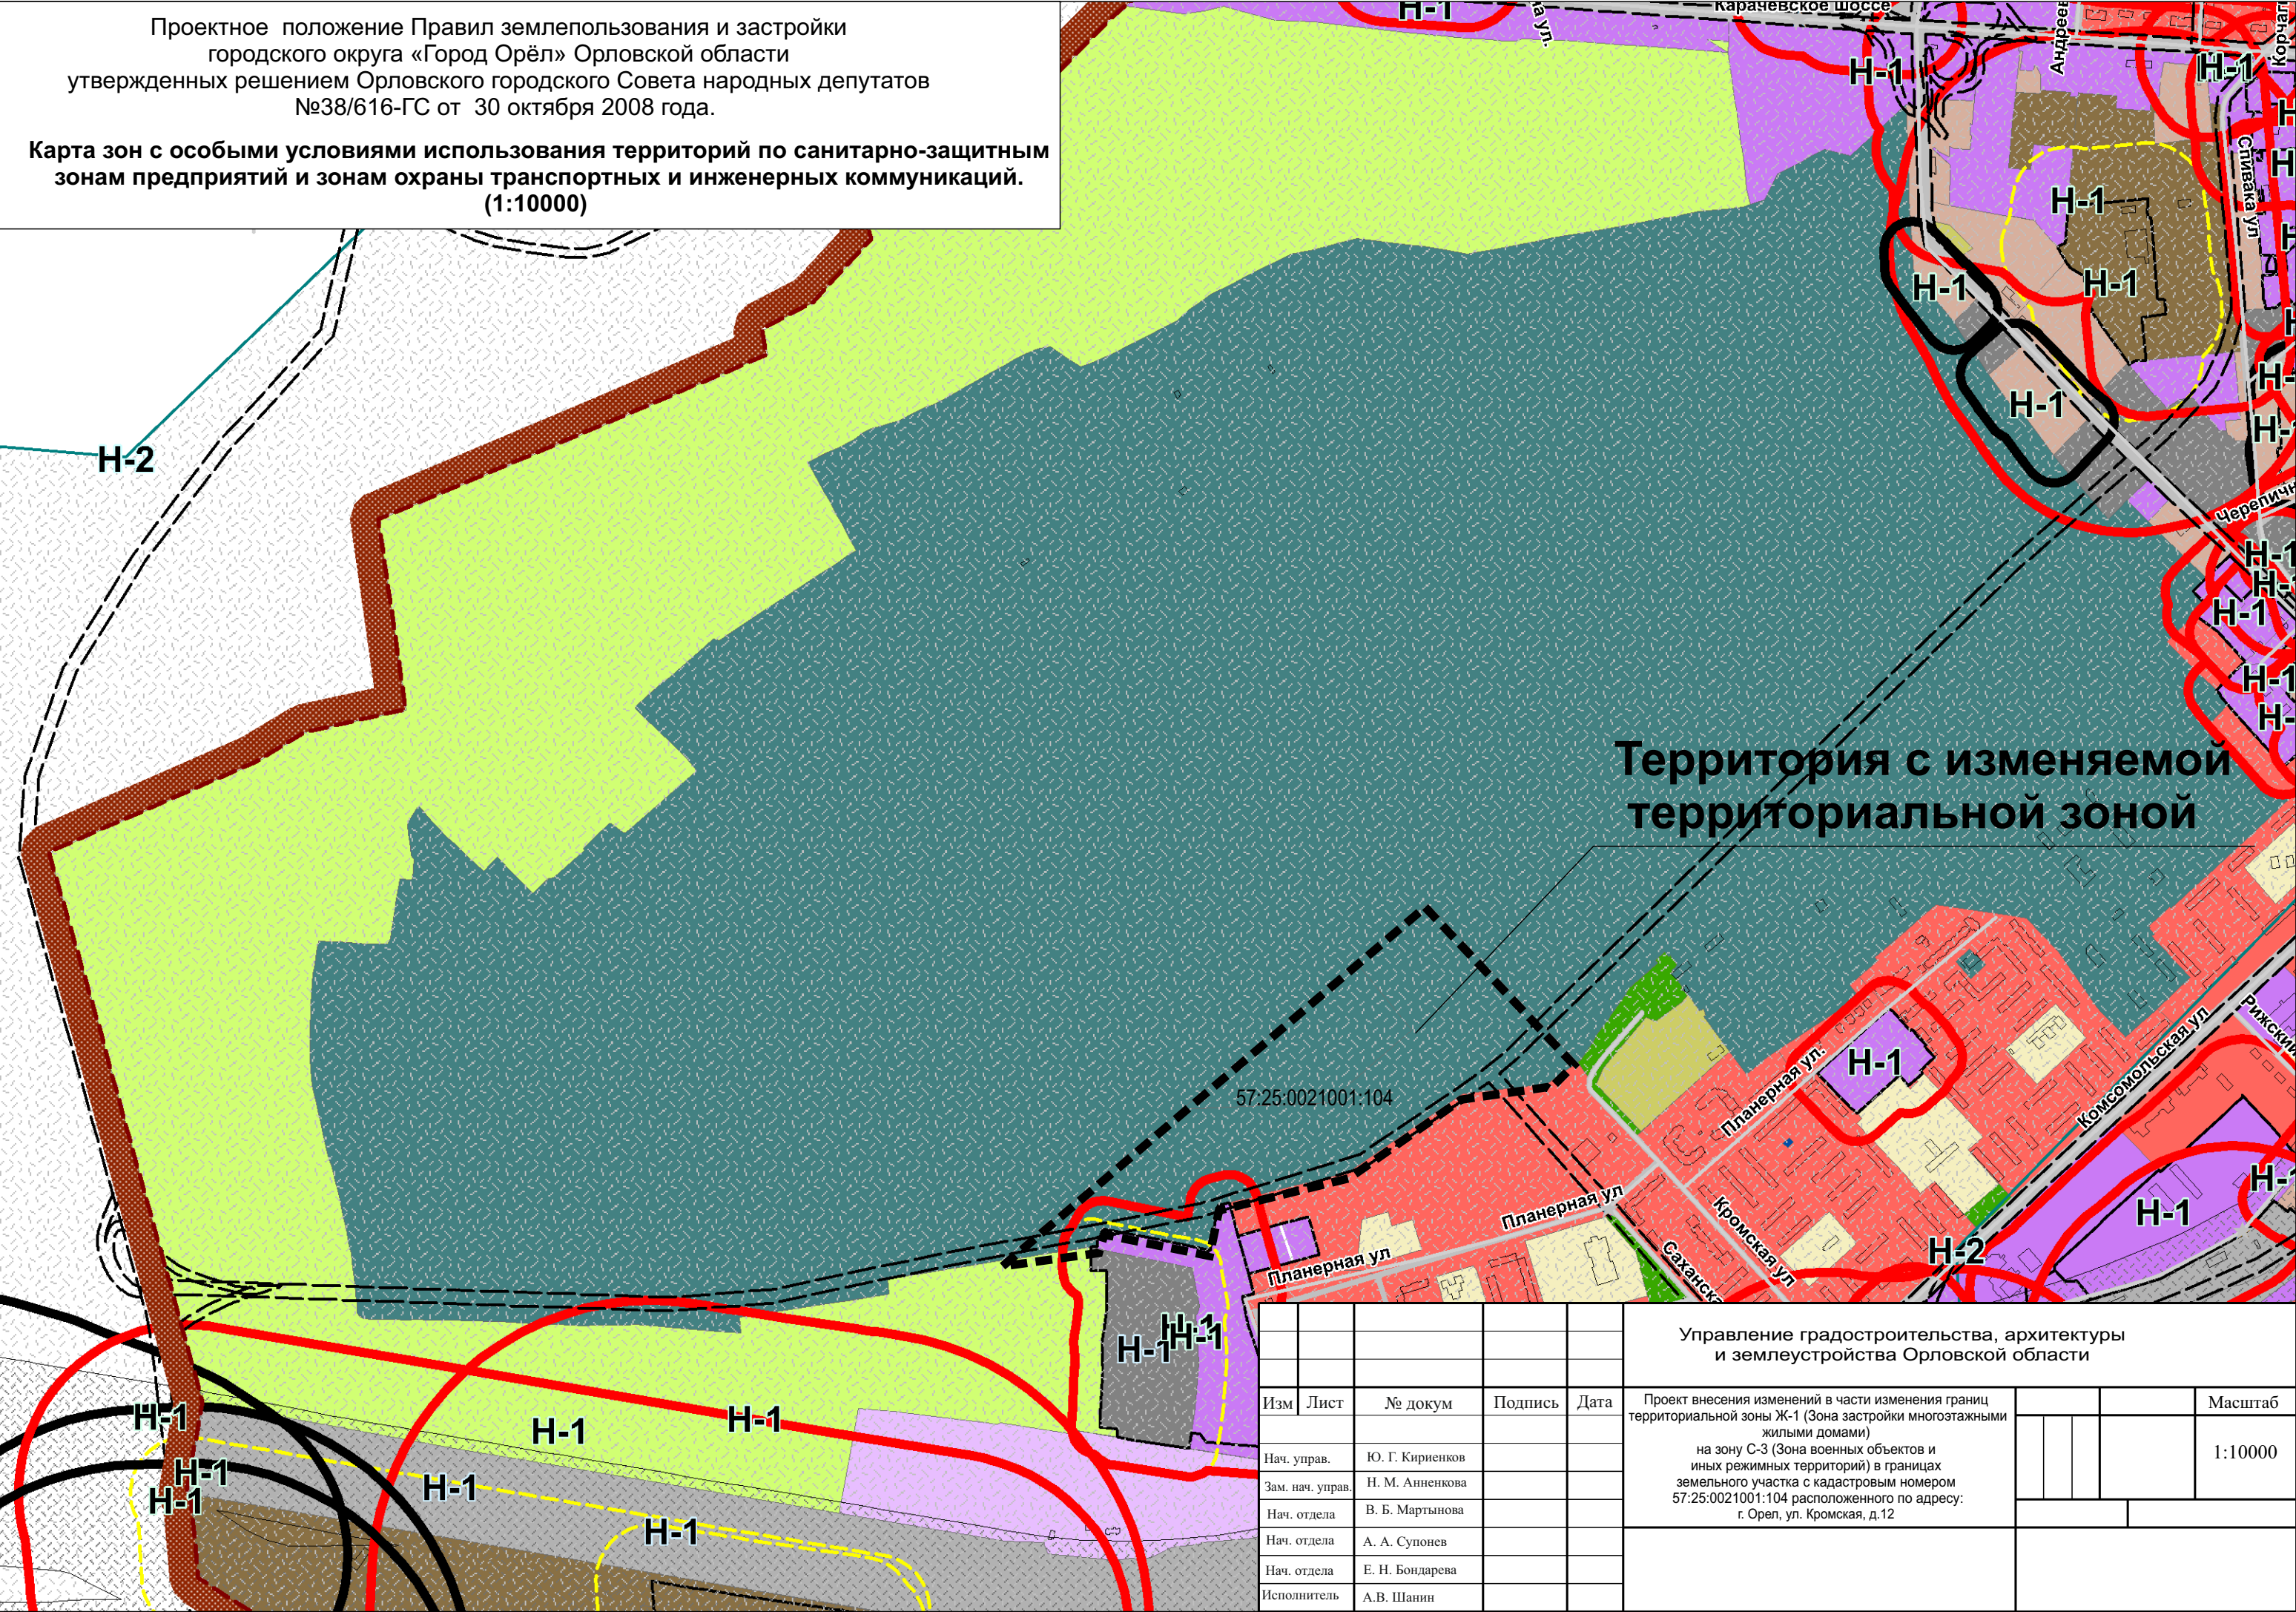 Проектное положение Правил землепользования и застройки
городского округа «Город Орёл» Орловской области
утвержденных решением Орловского городского Совета народных депутатов
№38/616-ГС от 30 октября 2008 года.
Карта зон с особыми условиями использования территорий по санитарно-защитным
зонам предприятий и зонам охраны транспортных и инженерных коммуникаций.
(1:10000)
Н-1
Карачевское шоссе
ул.
Н-1
Н-1
Спивака ул
Н-1
Н-1
Н-1
Н-1
Н-2
Н-1
Н-1
Н-1
Территория с изменяемой
территориальной зоной
57:25:0021001:104
Н-1
Планерная ул.
Комсомольская ул
Н-1
Н-2
Кромская ул
Планерная ул
Планерная ул
Н-1
Н-1
Н-1
Н-1
Н-1
Н-1
Н-1
Н-1
Н-1
Н-1
Управление градостроительства, архитектуры
и землеустройства Орловской области
Изм Лист № докум Подпись Дата
Нач. управ. Ю. Г. Кириенков
Зам. нач. управ. Н. М. Анненкова
Нач. отдела В. Б. Мартынова
Нач. отдела А. А. Супонев
Нач. отдела Е. Н. Бондарева
Исполнитель А.В. Шанин
Проект внесения изменений в части изменения границ
территориальной зоны Ж-1 (Зона застройки многоэтажными
жилыми домами)
на зону С-3 (Зона военных объектов и
иных режимных территорий) в границах
земельного участка с кадастровым номером
57:25:0021001:104 расположенного по адресу:
г. Орел, ул. Кромская, д.12
Масштаб
1:10000